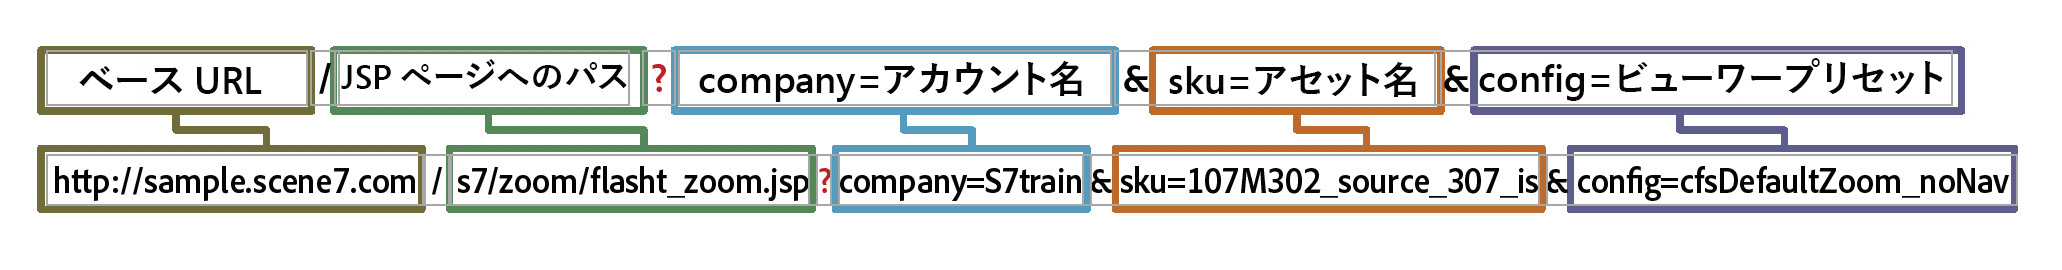 ベース URL / JSP ページへのパス ? company=アカウント名 & sku=アセット名 & config=ビューワープリセット
http://sample.scene7.com / s7/zoom/flasht_zoom.jsp ? company=S7train & sku=107M302_source_307_is & config=cfsDefaultZoom_noNav